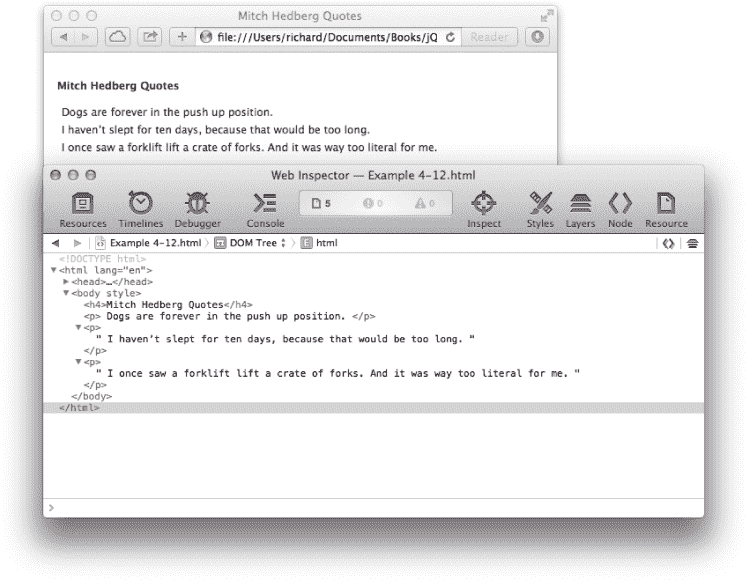 Mitch Hedberg Quotes
file:///Users/richard/Documents/Books/jQ
Reader
Mitch Hedberg Quotes
Dogs are forever in the push up position.
I haven’t slept for ten days, because that would be too long.
I once saw a forklift lift a crate of forks. And it was way too literal for me.
Web Inspector — Example 4-12.html
5 0 0
Resources Timelines Debugger Console Inspect Styles Layers Node Resource
Example 4-12.html DOM Tree E html
<!DOCTYPE html>
<html lang="en">
<head>…</head>
<body style>
<h4>Mitch Hedberg Quotes</h4>
<p> Dogs are forever in the push up position. </p>
<p>
" I haven’t slept for ten days, because that would be too long. "
</p>
<p>
" I once saw a forklift lift a crate of forks. And it was way too literal for me. "
</p>
</body>
</html>